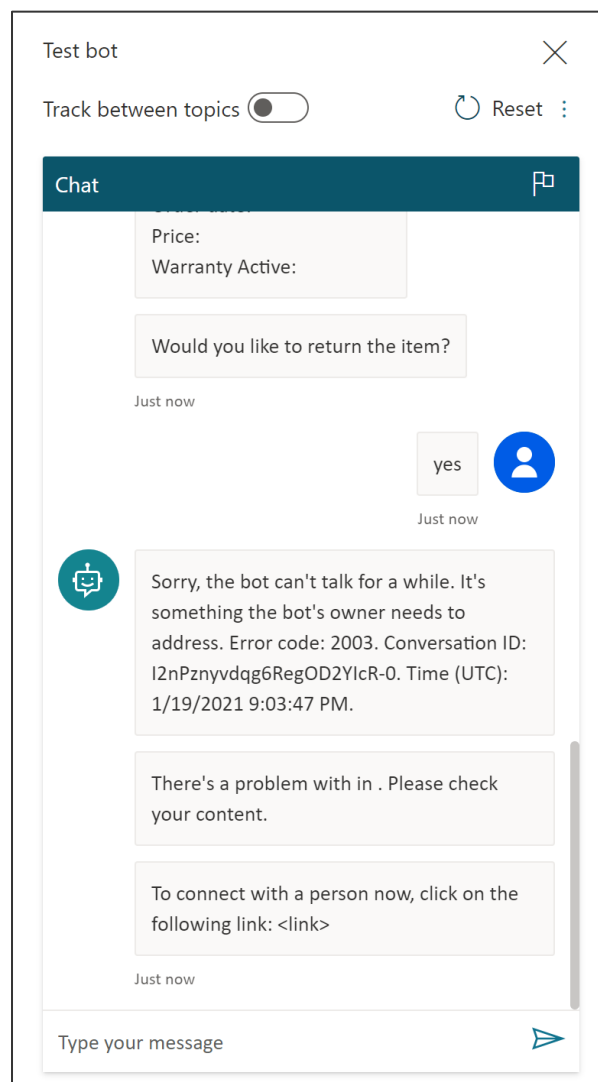 Test bot
Track between topics
Reset
Chat
Price:
Warranty Active:
Would you like to return the item?
Just now
yes
Just now
Sorry, the bot can't talk for a while. It's
something the bot's owner needs to
address. Error code: 2003. Conversation ID:
I2nPznyvdqg6RegOD2YIcR-0. Time (UTC):
1/19/2021 9:03:47 PM.
There's a problem with in . Please check
your content.
To connect with a person now, click on the
following link: <link>
Just now
Type your message